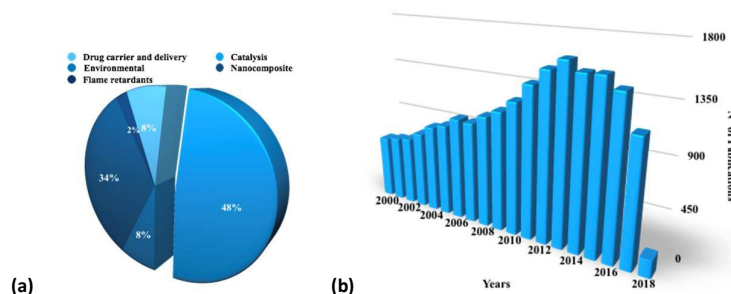 Drug carrier and delivery
Catalysis
Environmental
Nanocomposite
Flame retardants
2%
8%
34%
48%
8%
(a)
1800
1350
900
450
0
2000
2002
2004
2006
2008
2010
2012
2014
2016
2018
Years
(b)